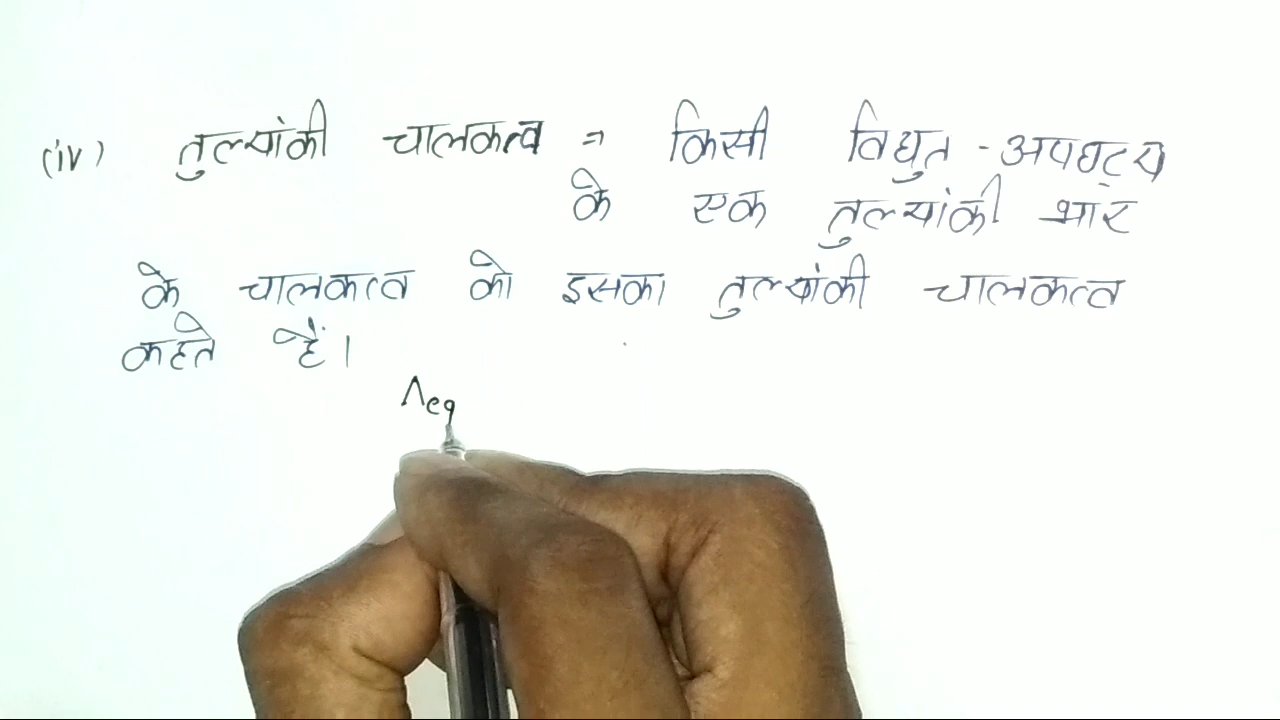 (iv) तुल्यांकी चालकत्व = किसी विद्युत - अपघट्य
के एक तुल्यांकी भार
के चालकत्व को इसका तुल्यांकी चालकत्व
कहते हैं।
Λeq